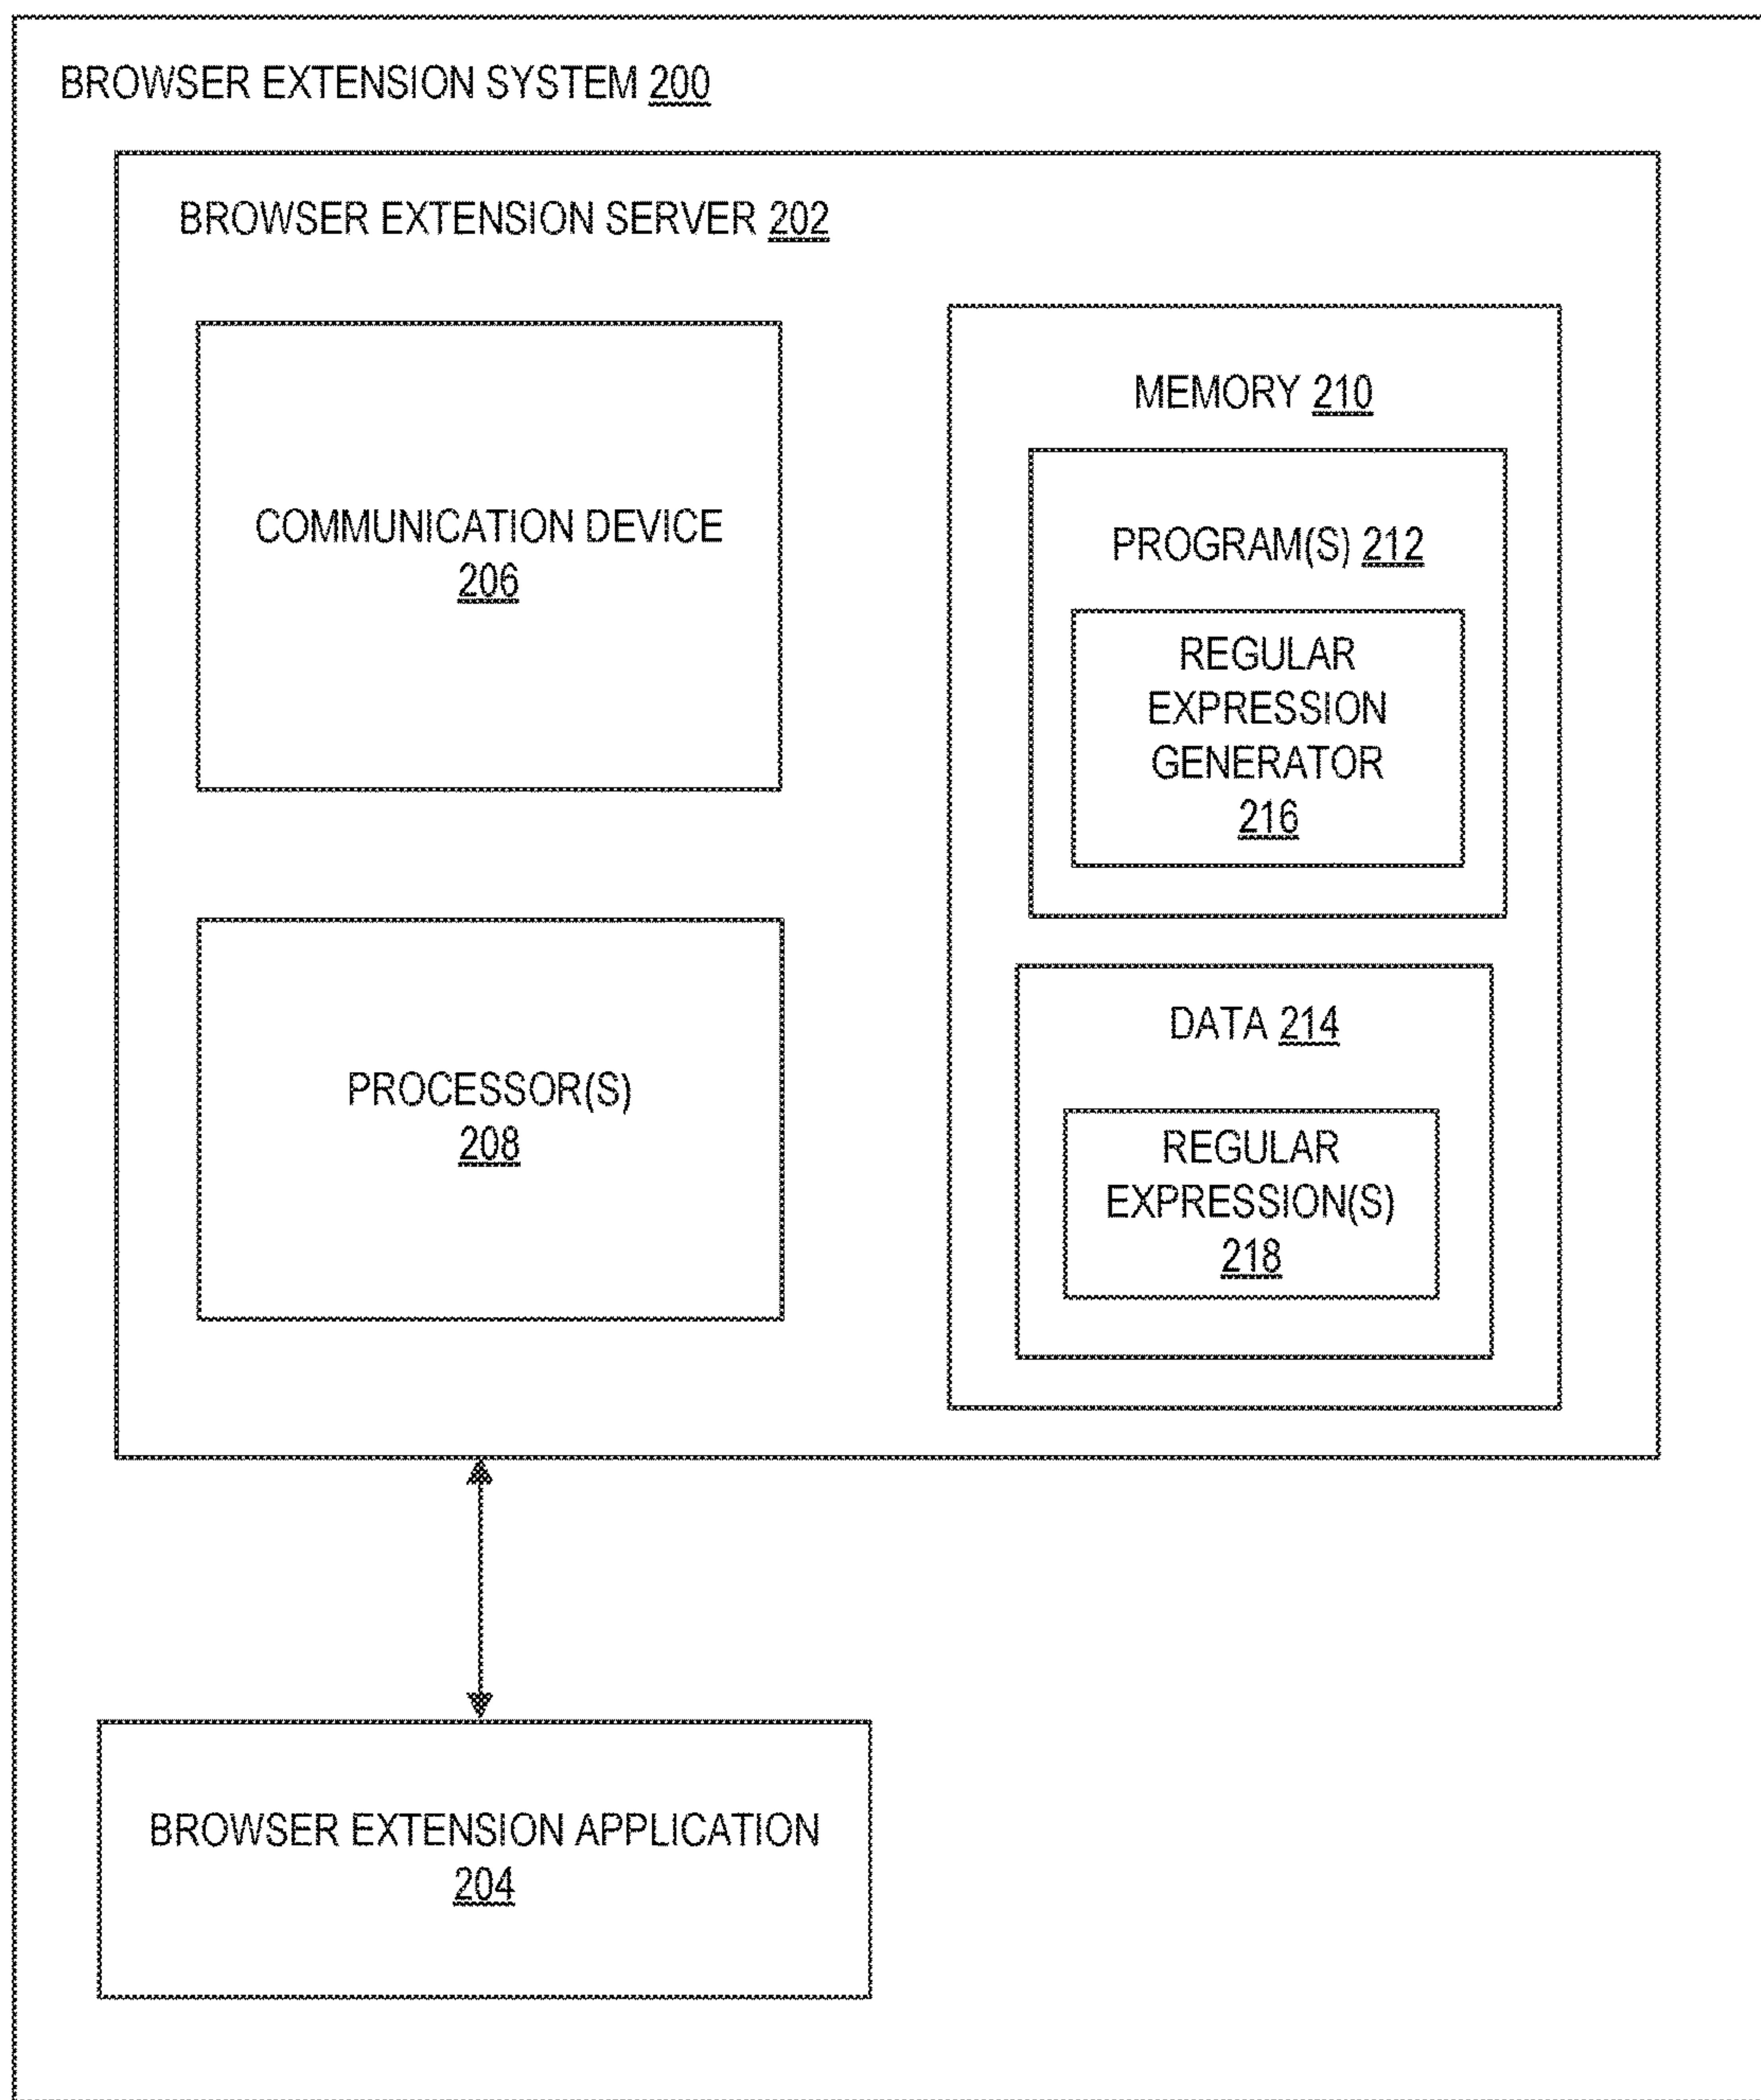 BROWSER EXTENSION SYSTEM 200
BROWSER EXTENSION SERVER 202
COMMUNICATION DEVICE
206
PROCESSOR(S)
208
MEMORY 210
PROGRAM(S) 212
REGULAR
EXPRESSION
GENERATOR
216
DATA 214
REGULAR
EXPRESSION(S)
218
BROWSER EXTENSION APPLICATION
204